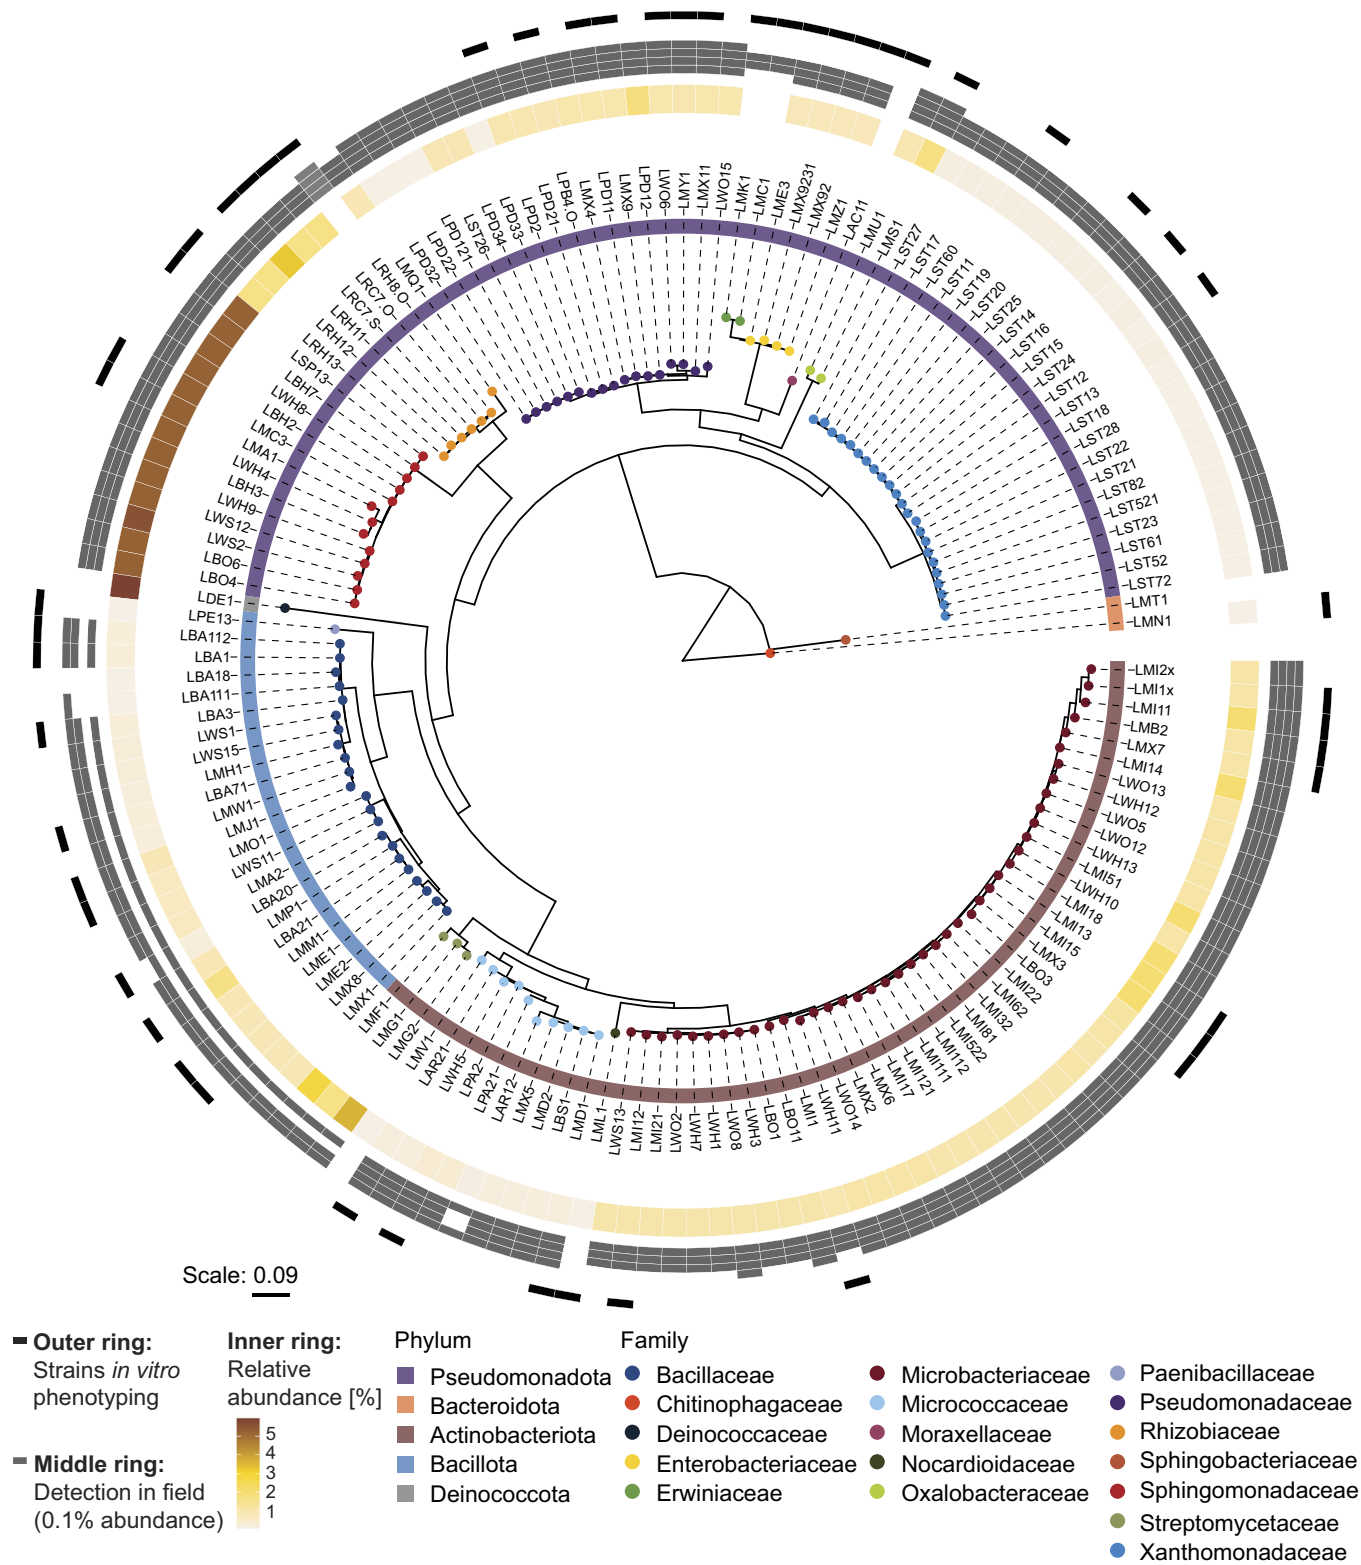 LWO15
LMK1
LMC1
LME3
LMX9231
LMX92
LMZ1
LAC11
LMU1
LMS1
LST27
LST17
LST60
LST11
LST19
LST20
LST25
LST14
LST16
LST15
LST24
LST12
LST13
LST18
LST28
LST22
LST21
LST82
LST521
LST23
LST61
LST52
LST72
LMT1
LMN1
LMI2x
LMI1x
LMI11
LMB2
LMX7
LMI14
LWO13
LWH12
LWO5
LWO12
LWH13
LMI51
LWH10
LMI18
LMI13
LMI15
LMX3
LBO3
LMI22
LMI62
LMI32
LMI81
LMI522
LMI112
LMI111
LMI121
LMI17
LMX6
LMX2
LWO14
LWH11
LMI1
LBO11
LBO1
LWH3
LWO8
LWH1
LWH7
LWO2
LMI21
LMI12
LWS13
LML1
LMD1
LBS1
LMD2
LMX5
LAR12
LPA21
LPA2
LWH5
LAR21
LMV1
LMG2
LMG1
LMF1
LMX1
LMX8
LME2
LME1
LMM1
LBA21
LMP1
LBA20
LMA2
LWS11
LMO1
LMJ1
LMW1
LBA71
LMH1
LWS15
LWS1
LBA3
LBA111
LBA18
LBA1
LBA112
LPE13
LDE1
LBO4
LBO6
LWS2
LWS12
LWH9
LBH3
LWH4
LMA1
LMC3
LBH2
LWH8
LBH7
LSP13
LRH13
LRH12
LRH11
LRC7.S
LRC7.O
LRH8.O
LMQ1
LPD32
LPD22
LPD121
LST26
LPD34
LPD33
LPD2
LPD21
LPB4.O
LMX4
LPD11
LMX9
LPD12
LWO6
LMY1
LMX11
Scale: 0.09
Outer ring:
Strains in vitro
phenotyping
Middle ring:
Detection in field
(0.1% abundance)
Inner ring:
Relative
abundance [%]
5
4
3
2
1
Phylum
Pseudomonadota
Bacteroidota
Actinobacteriota
Bacillota
Deinococcota
Family
Bacillaceae
Chitinophagaceae
Deinococcaceae
Enterobacteriaceae
Erwiniaceae
Microbacteriaceae
Micrococcaceae
Moraxellaceae
Nocardioidaceae
Oxalobacteraceae
Paenibacillaceae
Pseudomonadaceae
Rhizobiaceae
Sphingobacteriaceae
Sphingomonadaceae
Streptomycetaceae
Xanthomonadaceae